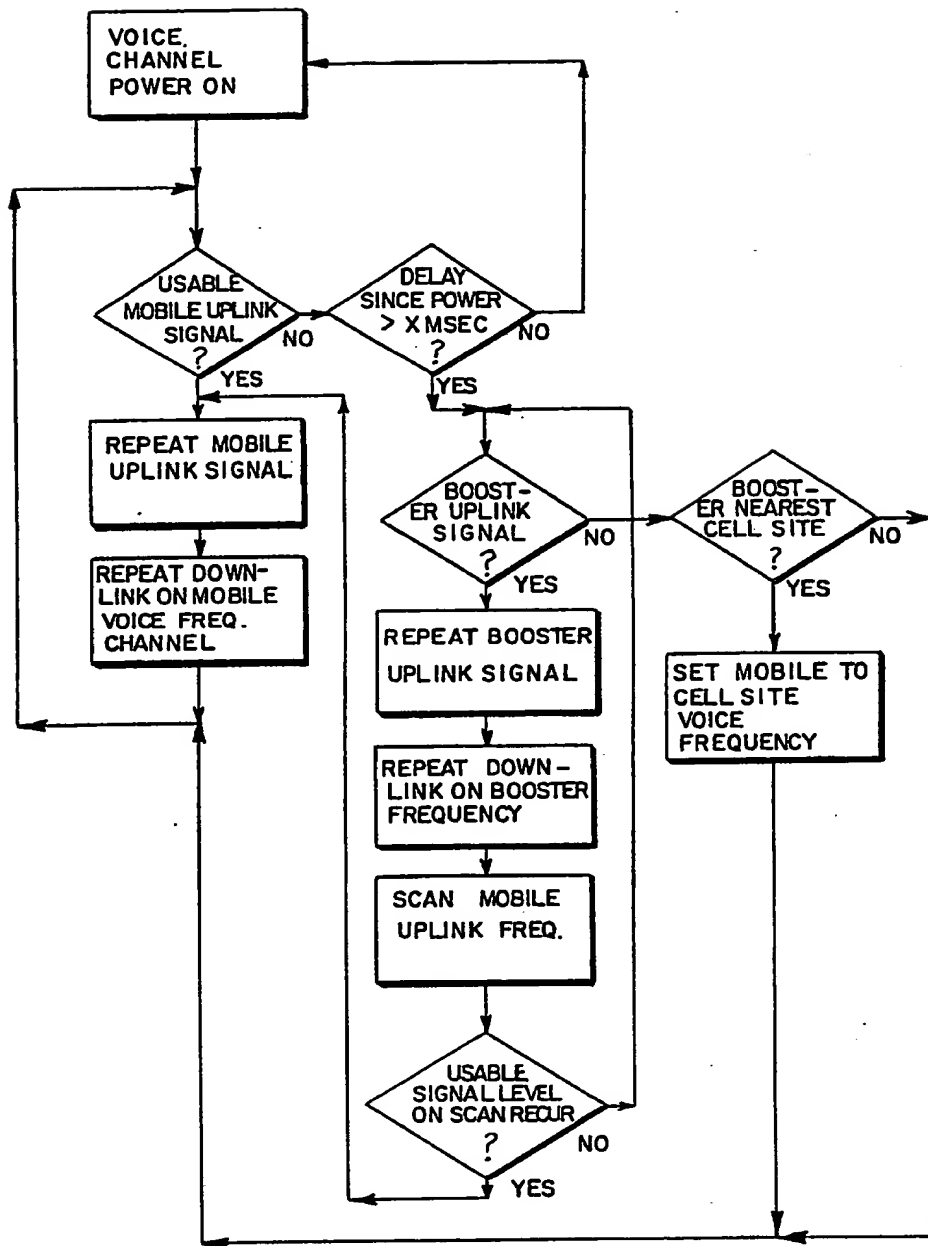 VOICE.
CHANNEL
POWER ON
USABLE
MOBILE UPLINK
SIGNAL
?
NO
YES
DELAY
SINCE POWER
> X MSEC
?
NO
YES
REPEAT MOBILE
UPLINK SIGNAL
REPEAT DOWN-
LINK ON MOBILE
VOICE FREQ.
CHANNEL
BOOST-
ER UPLINK
SIGNAL
?
NO
YES
BOOST-
ER NEAREST
CELL SITE
?
NO
YES
REPEAT BOOSTER
UPLINK SIGNAL
SET MOBILE TO
CELL SITE
VOICE
FREQUENCY
REPEAT DOWN-
LINK ON BOOSTER
FREQUENCY
SCAN MOBILE
UPLINK FREQ.
USABLE
SIGNAL LEVEL
ON SCAN RECUR
?
NO
YES